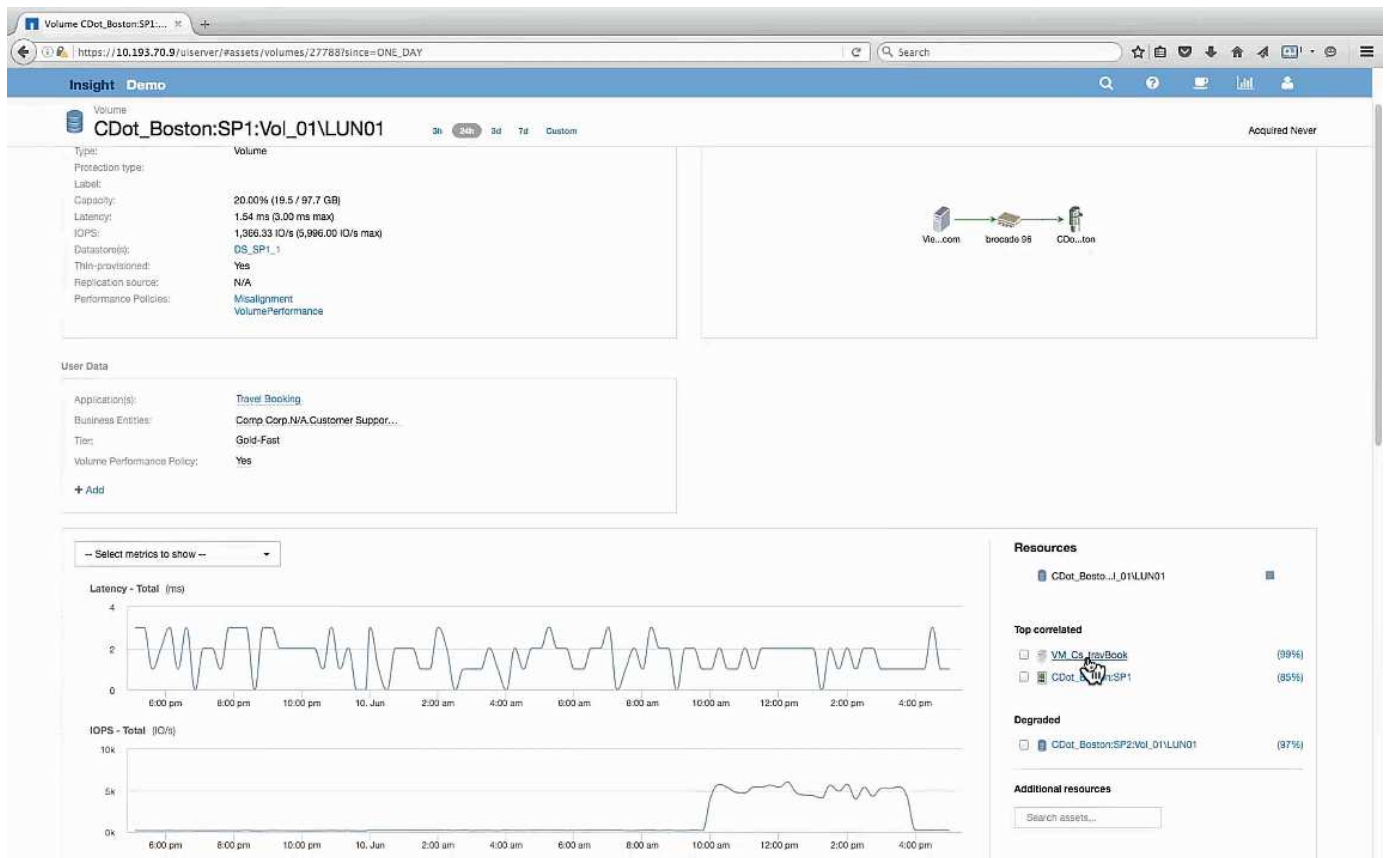 Volume CDot_Boston:SP1:... × +
https://10.193.70.9/uiserver/#assets/volumes/27788?since=ONE_DAY
Search
Insight Demo
Volume
CDot_Boston:SP1:Vol_01\LUN01
3h 24h 3d 7d Custom
Acquired Never
Type: Volume
Protection type:
Label:
Capacity: 20.00% (19.5 / 97.7 GB)
Latency: 1.54 ms (3.00 ms max)
IOPS: 1,366.33 IO/s (5,996.00 IO/s max)
Datastore(s): DS_SP1_1
Thin-provisioned: Yes
Replication source: N/A
Performance Policies: Misalignment
VolumePerformance
Vie...com brocade 96 CDo...ton
User Data
Application(s): Travel Booking
Business Entities: Comp Corp.N/A.Customer Suppor...
Tier: Gold-Fast
Volume Performance Policy: Yes
+ Add
-- Select metrics to show --
Latency - Total (ms)
4
2
0
6:00 pm 8:00 pm 10:00 pm 10. Jun 2:00 am 4:00 am 6:00 am 8:00 am 10:00 am 12:00 pm 2:00 pm 4:00 pm
IOPS - Total (IO/s)
10k
5k
0k
6:00 pm 8:00 pm 10:00 pm 10. Jun 2:00 am 4:00 am 6:00 am 8:00 am 10:00 am 12:00 pm 2:00 pm 4:00 pm
Resources
CDot_Bosto...l_01\LUN01
Top correlated
VM_Cs_travBook (99%)
CDot_B n:SP1 (85%)
Degraded
CDot_Boston:SP2:Vol_01\LUN01 (97%)
Additional resources
Search assets...